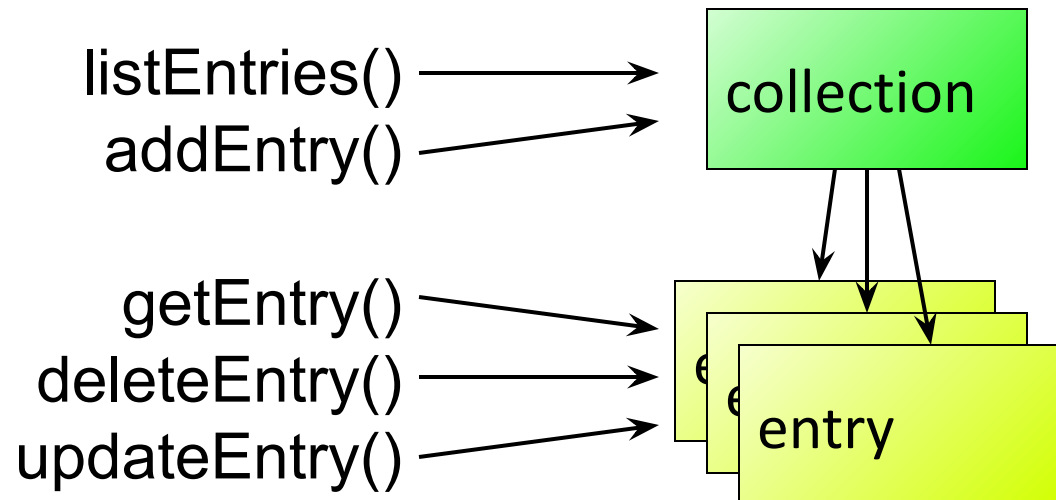 listEntries()
addEntry()
collection
getEntry()
deleteEntry()
updateEntry()
e
e
entry